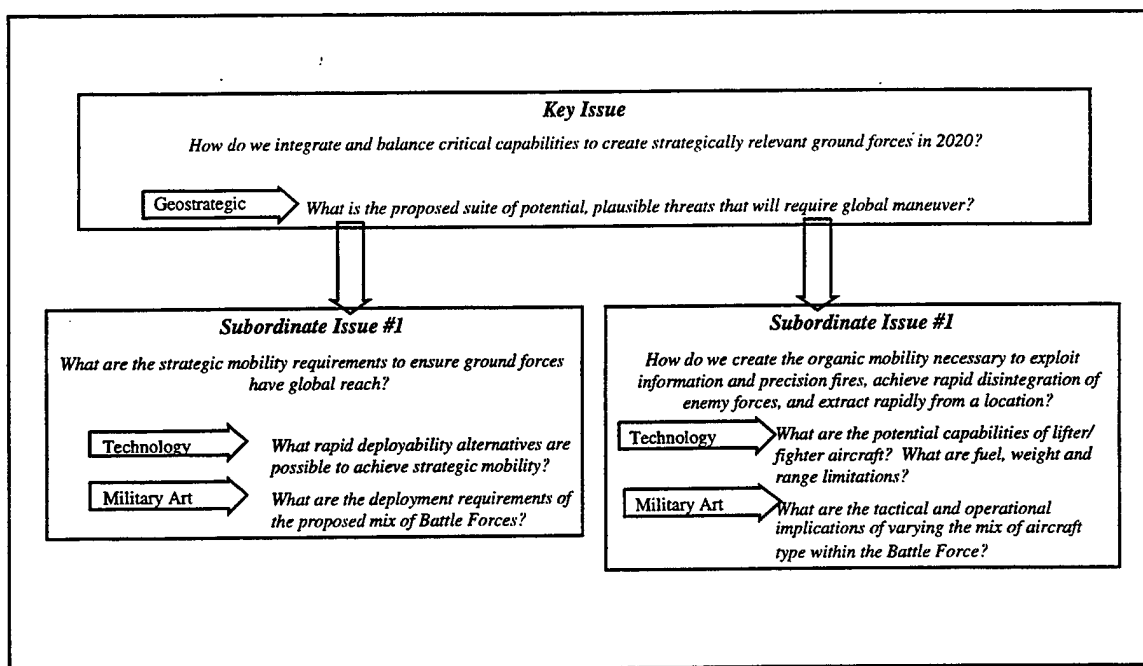 Key Issue
How do we integrate and balance critical capabilities to create strategically relevant ground forces in 2020?
Geostrategic
What is the proposed suite of potential, plausible threats that will require global maneuver?
Subordinate Issue #1
What are the strategic mobility requirements to ensure ground forces
have global reach?
Technology
What rapid deployability alternatives are
possible to achieve strategic mobility?
Military Art
What are the deployment requirements of
the proposed mix of Battle Forces?
Subordinate Issue #1
How do we create the organic mobility necessary to exploit
information and precision fires, achieve rapid disintegration of
enemy forces, and extract rapidly from a location?
Technology
What are the potential capabilities of lifter/
fighter aircraft? What are fuel, weight and
range limitations?
Military Art
What are the tactical and operational
implications of varying the mix of aircraft
type within the Battle Force?